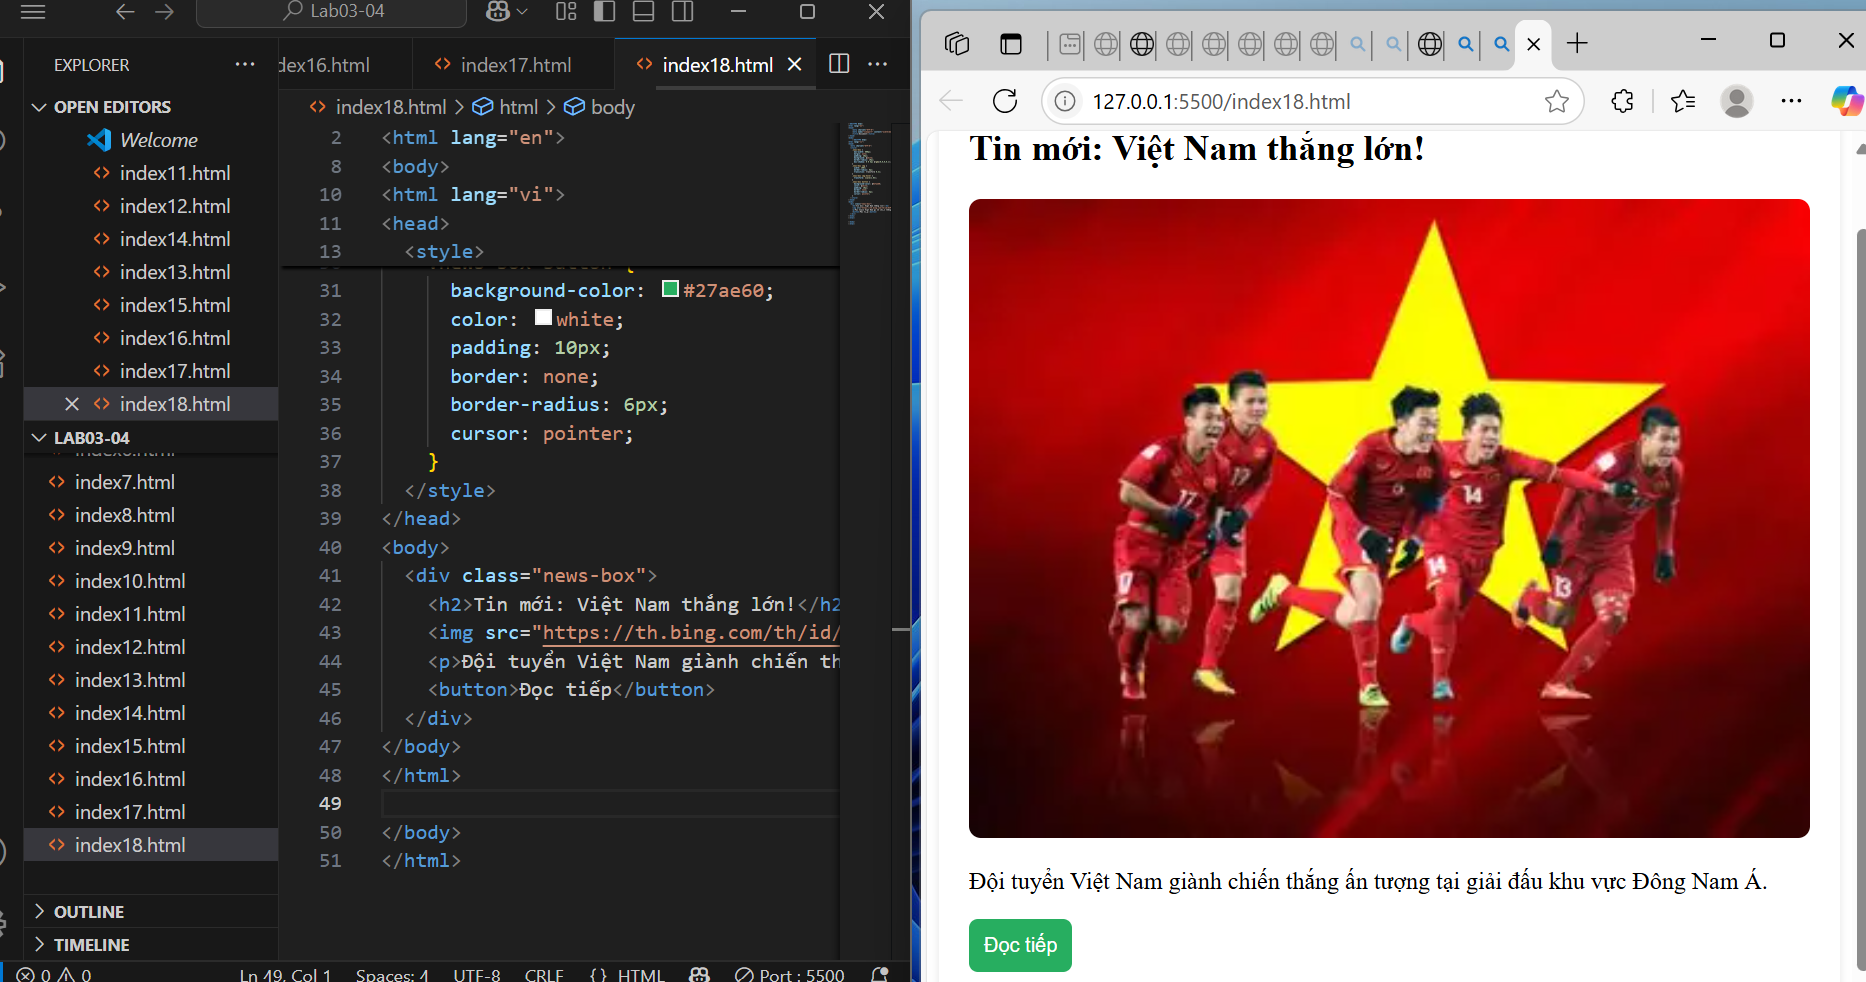 Lab03-04
EXPLORER
OPEN EDITORS
Welcome
index11.html
index12.html
index14.html
index13.html
index15.html
index16.html
index17.html
index18.html
LAB03-04
index7.html
index8.html
index9.html
index10.html
index11.html
index12.html
index13.html
index14.html
index15.html
index16.html
index17.html
index18.html
OUTLINE
TIMELINE
dex16.html
index17.html
index18.html
index18.html > html > body
2 <html lang="en">
8 <body>
10 <html lang="vi">
11 <head>
13 <style>
31 background-color: #27ae60;
32 color: white;
33 padding: 10px;
34 border: none;
35 border-radius: 6px;
36 cursor: pointer;
37 }
38 </style>
39 </head>
40 <body>
41 <div class="news-box">
42 <h2>Tin mới: Việt Nam thắng lớn!</h2
43 <img src="https://th.bing.com/th/id/
44 <p>Đội tuyển Việt Nam giành chiến th
45 <button>Đọc tiếp</button>
46 </div>
47 </body>
48 </html>
49
50 </body>
51 </html>
0 0 Ln 49, Col 1 Spaces: 4 UTF-8 CRLF {} HTML Port : 5500
127.0.0.1:5500/index18.html
Tin mới: Việt Nam thắng lớn!
17
17
14
14
13
Đội tuyển Việt Nam giành chiến thắng ấn tượng tại giải đấu khu vực Đông Nam Á.
Đọc tiếp